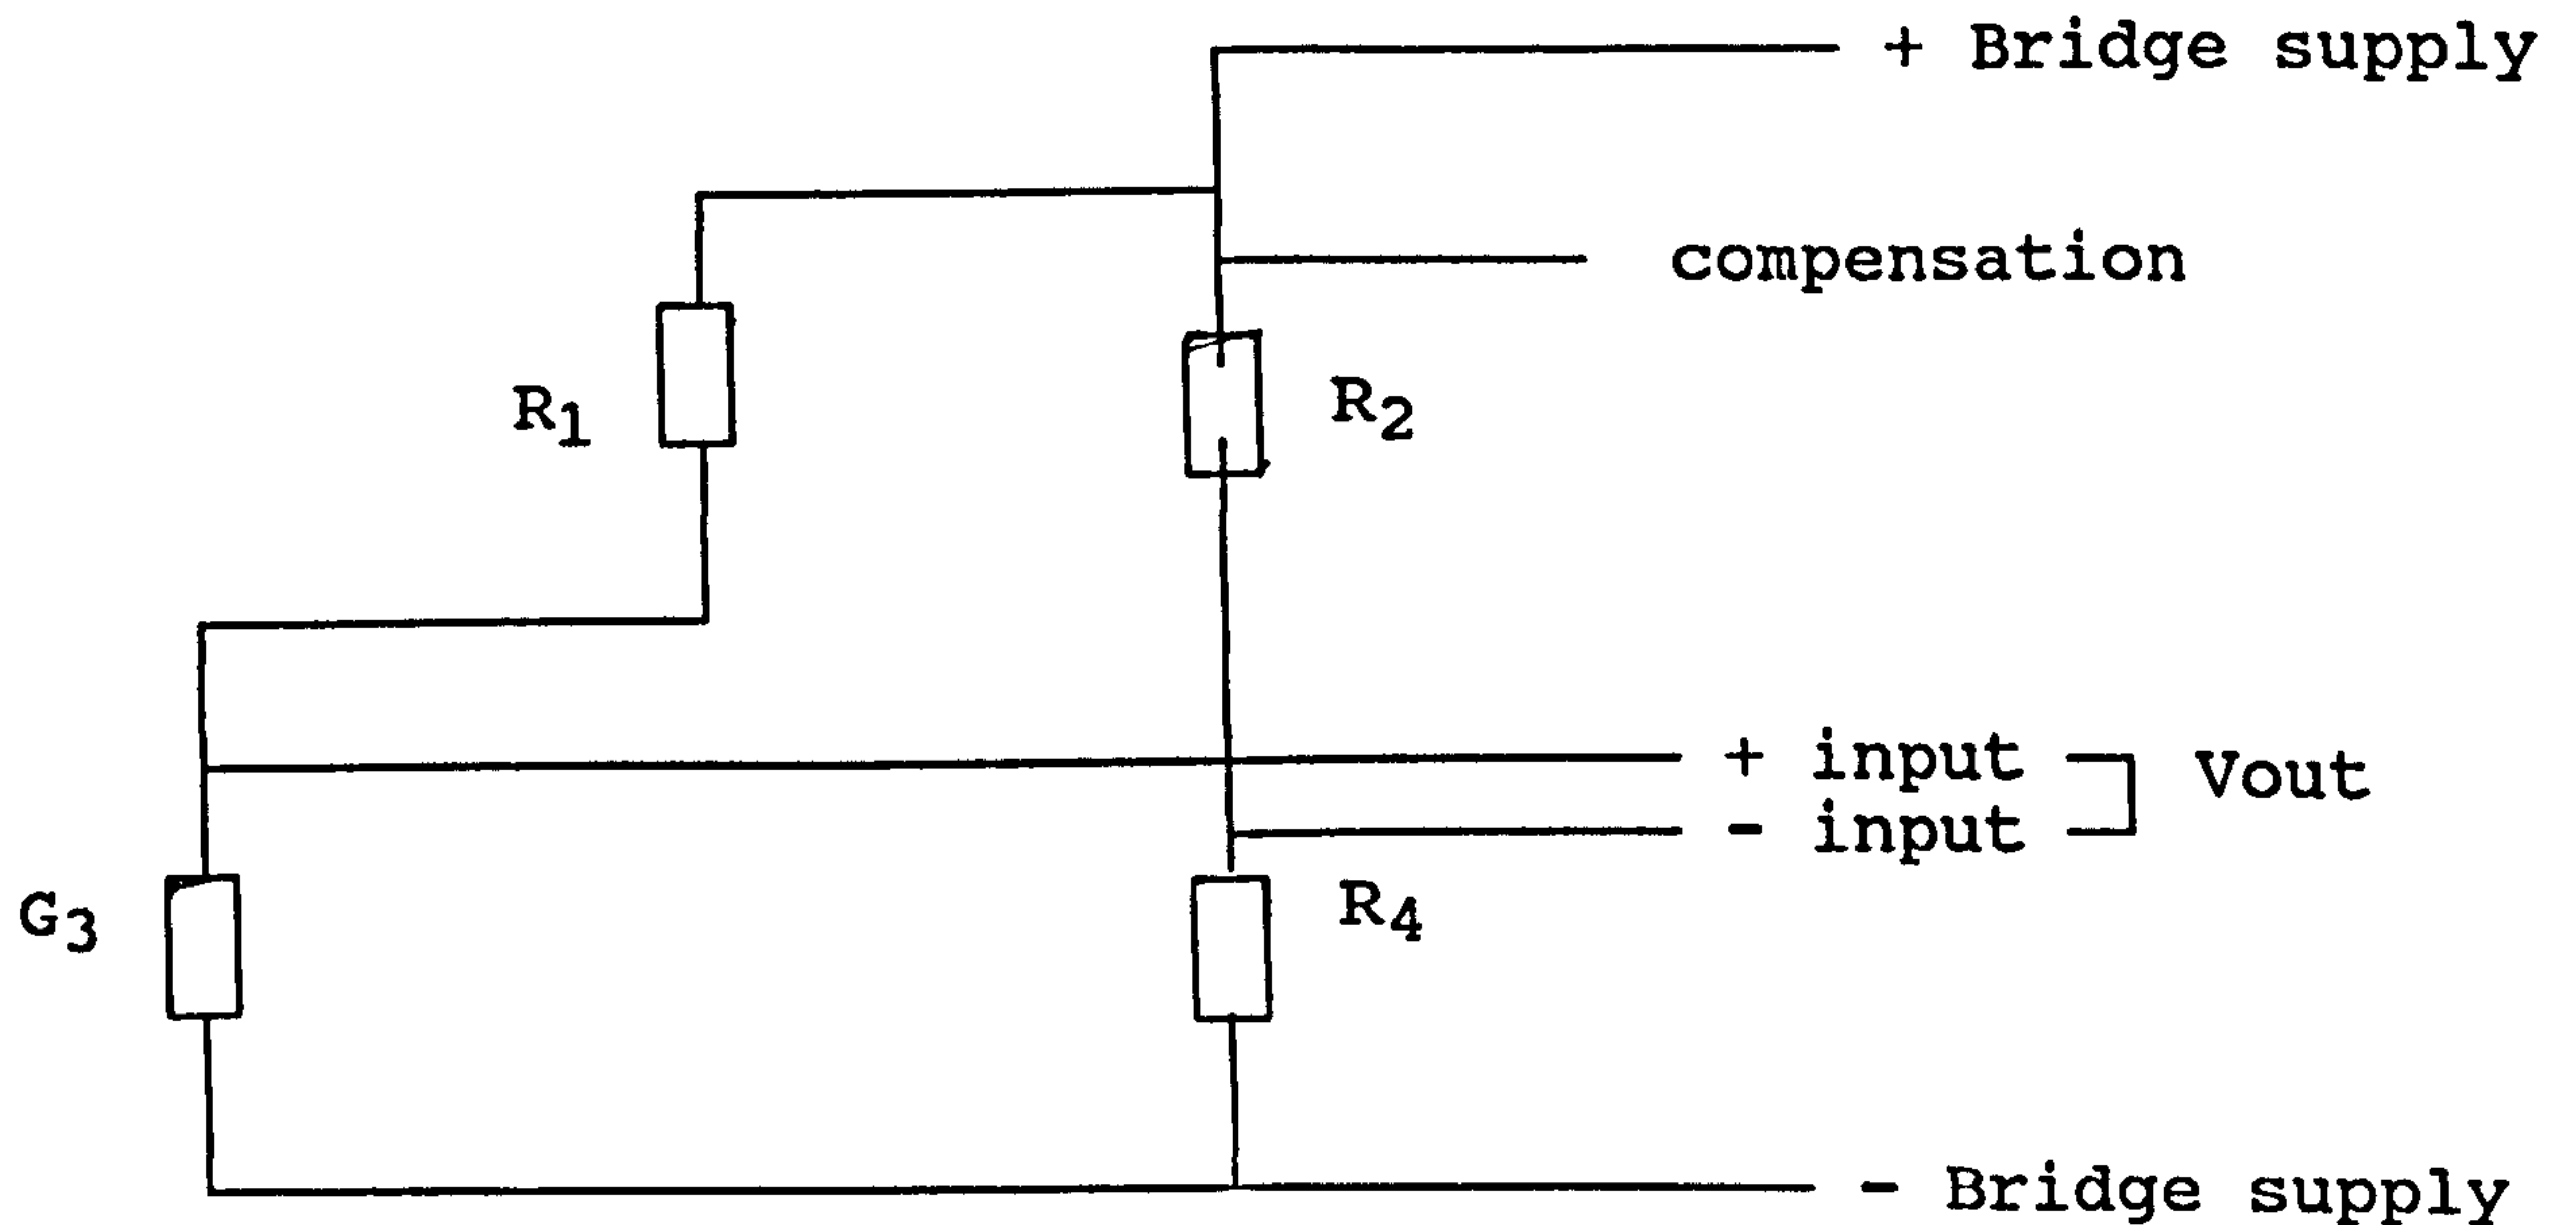 + Bridge supply
compensation
R1
R2
+ input
Vout
- input
G3
R4
- Bridge supply